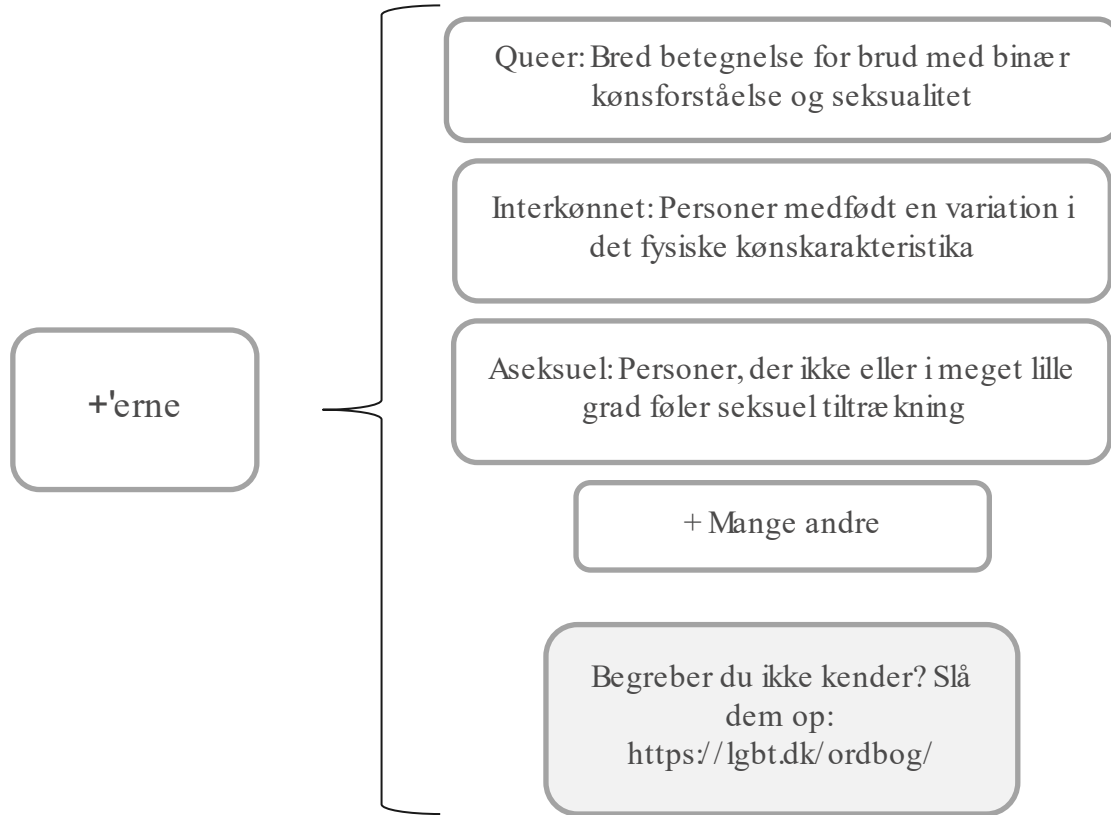 Queer: Bred betegnelse for brud med binær
kønsforståelse og seksualitet
Interkønnet: Personer medfødt en variation i
det fysiske kønskarakteristika
+'erne
Aseksuel: Personer, der ikke eller i meget lille
grad føler seksuel tiltrækning
+ Mange andre
Begreber du ikke kender? Slå
dem op:
https://lgbt.dk/ordbog/